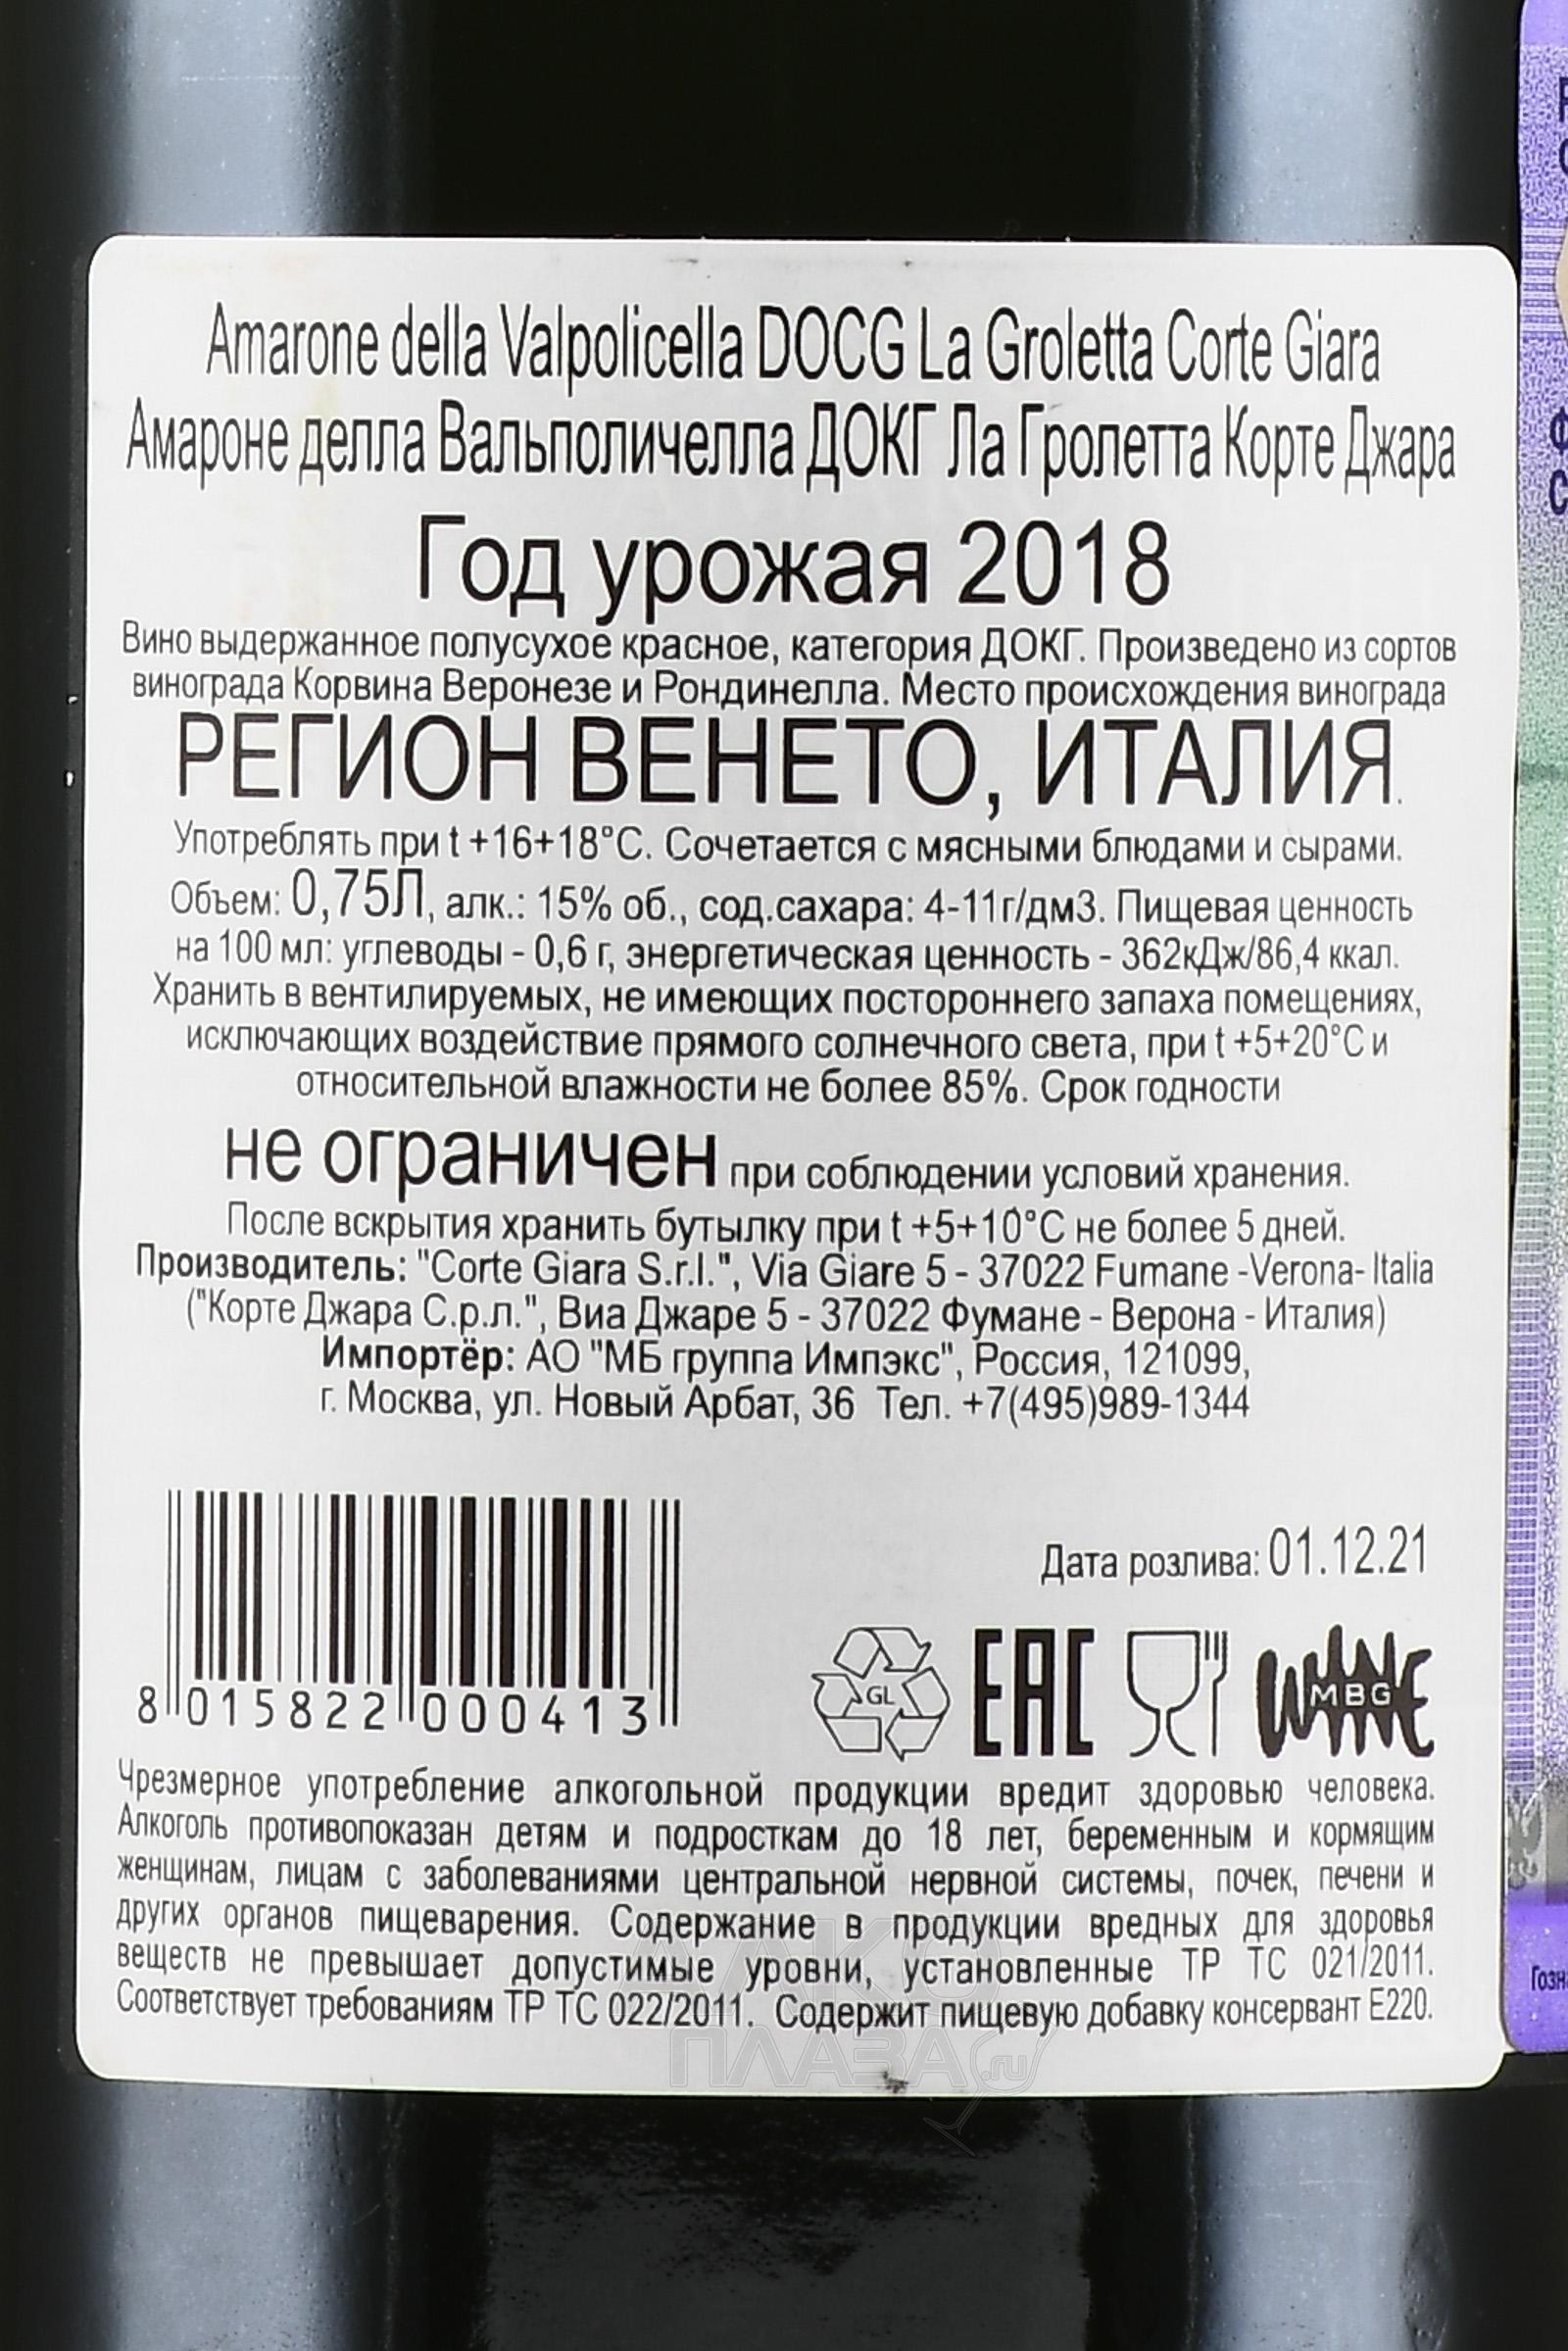 Amarone della Valpolicella DOCG La Groletta Corte Giara
Амароне делла Вальполичелла ДОКГ Ла Гролетта Корте Джара
Год урожая 2018
Вино выдержанное полусухое красное, категория ДОКГ. Произведено из сортов
винограда Корвина Веронезе и Рондинелла. Место происхождения винограда
РЕГИОН ВЕНЕТО, ИТАЛИЯ.
Употреблять при t +16+18°C. Сочетается с мясными блюдами и сырами.
Объем: 0,75Л, алк.: 15% об., сод.сахара: 4-11г/дм3. Пищевая ценность
на 100 мл: углеводы - 0,6 г, энергетическая ценность - 362кДж/86,4 ккал.
Хранить в вентилируемых, не имеющих постороннего запаха помещениях,
исключающих воздействие прямого солнечного света, при t +5+20°C и
относительной влажности не более 85%. Срок годности
не ограничен при соблюдении условий хранения.
После вскрытия хранить бутылку при t +5+10°C не более 5 дней.
Производитель: "Corte Giara S.r.l.", Via Giare 5 - 37022 Fumane -Verona- Italia
("Корте Джара С.р.л.", Виа Джаре 5 - 37022 Фумане - Верона - Италия)
Импортёр: АО "МБ группа Импэкс", Россия, 121099,
г. Москва, ул. Новый Арбат, 36 Тел. +7(495)989-1344
Дата розлива: 01.12.21
8 015822 000413
GL EAC WINE MBG
Чрезмерное употребление алкогольной продукции вредит здоровью человека.
Алкоголь противопоказан детям и подросткам до 18 лет, беременным и кормящим
женщинам, лицам с заболеваниями центральной нервной системы, почек, печени и
других органов пищеварения. Содержание в продукции вредных для здоровья
веществ не превышает допустимые уровни, установленные ТР ТС 021/2011.
Соответствует требованиям ТР ТС 022/2011. Содержит пищевую добавку консервант Е220.
АЛКО
ПЛАЗА.ru